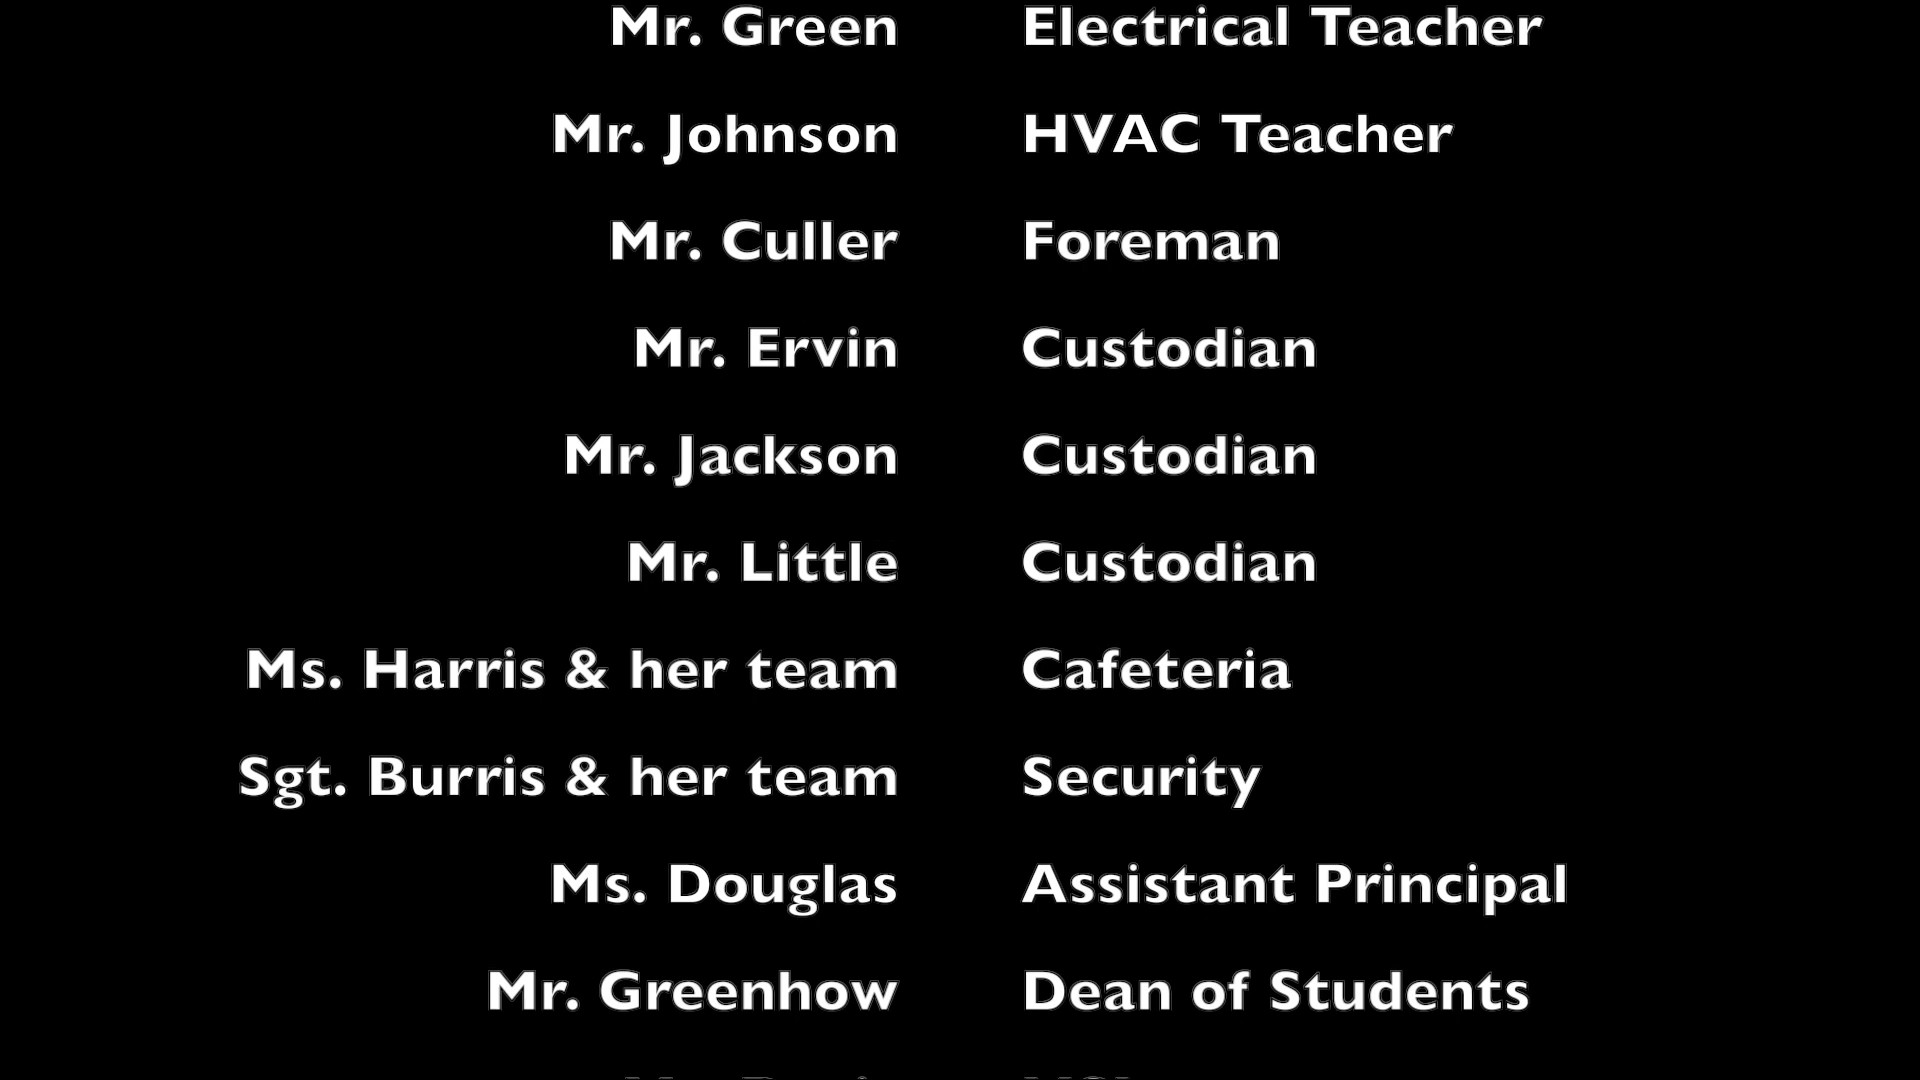 Mr. Green Electrical Teacher
Mr. Johnson HVAC Teacher
Mr. Culler Foreman
Mr. Ervin Custodian
Mr. Jackson Custodian
Mr. Little Custodian
Ms. Harris & her team Cafeteria
Sgt. Burris & her team Security
Ms. Douglas Assistant Principal
Mr. Greenhow Dean of Students